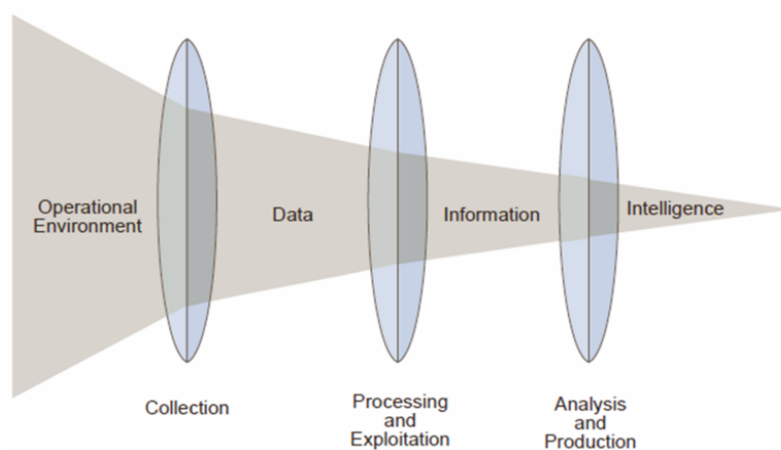 Operational
Environment
Data
Information
Intelligence
Collection
Processing
and
Exploitation
Analysis
and
Production